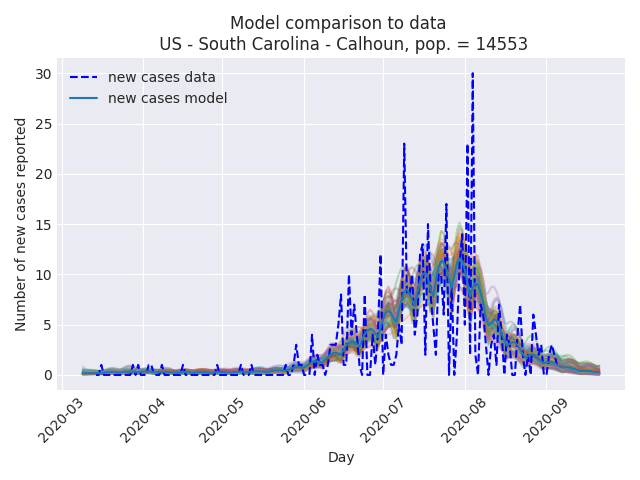 Model comparison to data
US - South Carolina - Calhoun, pop. = 14553
new cases data
new cases model
Number of new cases reported
30
25
20
15
10
5
0
2020-03
2020-04
2020-05
2020-06
2020-07
2020-08
2020-09
Day